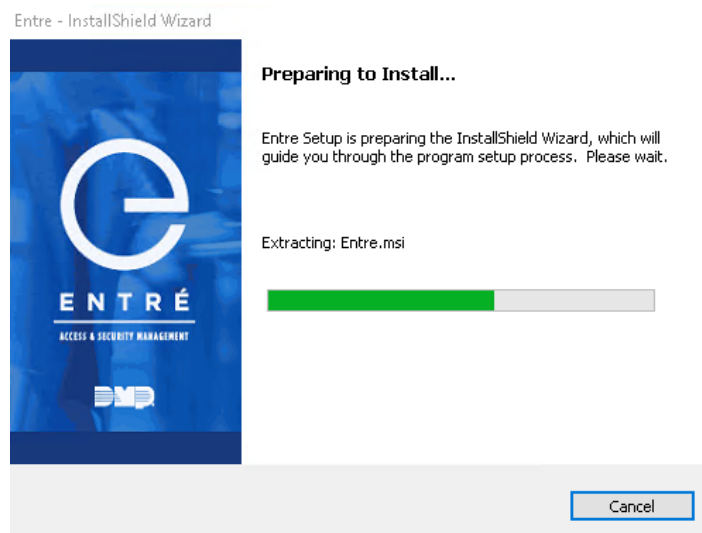 Entre - InstallShield Wizard
Preparing to Install...
Entre Setup is preparing the InstallShield Wizard, which will
guide you through the program setup process.  Please wait.
Extracting: Entre.msi
e
ENTRÉ
ACCESS & SECURITY MANAGEMENT
DMP
Cancel